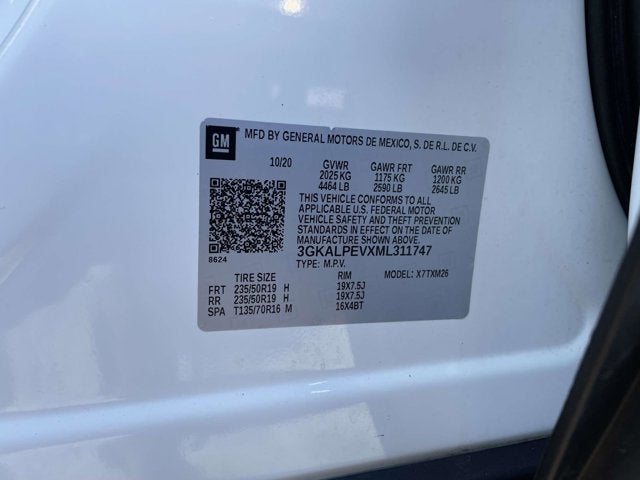 GM MFD BY GENERAL MOTORS DE MEXICO, S. DE R.L. DE C.V.
10/20 GVWR GAWR FRT GAWR RR
2025 KG 1175 KG 1200 KG
4464 LB 2590 LB 2645 LB
THIS VEHICLE CONFORMS TO ALL
APPLICABLE U.S. FEDERAL MOTOR
VEHICLE SAFETY AND THEFT PREVENTION
STANDARDS IN EFFECT ON THE DATE OF
MANUFACTURE SHOWN ABOVE.
8624 3GKALPEVXML311747
TYPE: M.P.V. MODEL: X7TXM26
TIRE SIZE RIM
FRT 235/50R19 H 19X7.5J
RR 235/50R19 H 19X7.5J
SPA T135/70R16 M 16X4BT